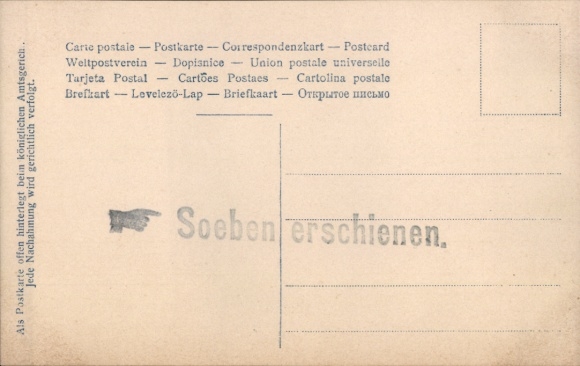 Carte postale — Postkarte — Correspondenzkart — Postcard
Weltpostverein — Dopisnice — Union postale universelle
Tarjeta Postal — Cartões Postaes — Cartolina postale
Brefkart — Levelező-Lap — Briefkaart — Открытое письмо
Soeben erschienen.
Als Postkarte offen hinterlegt beim königlichen Amtsgerich.
Jede Nachahmung wird gerichtlich verfolgt.